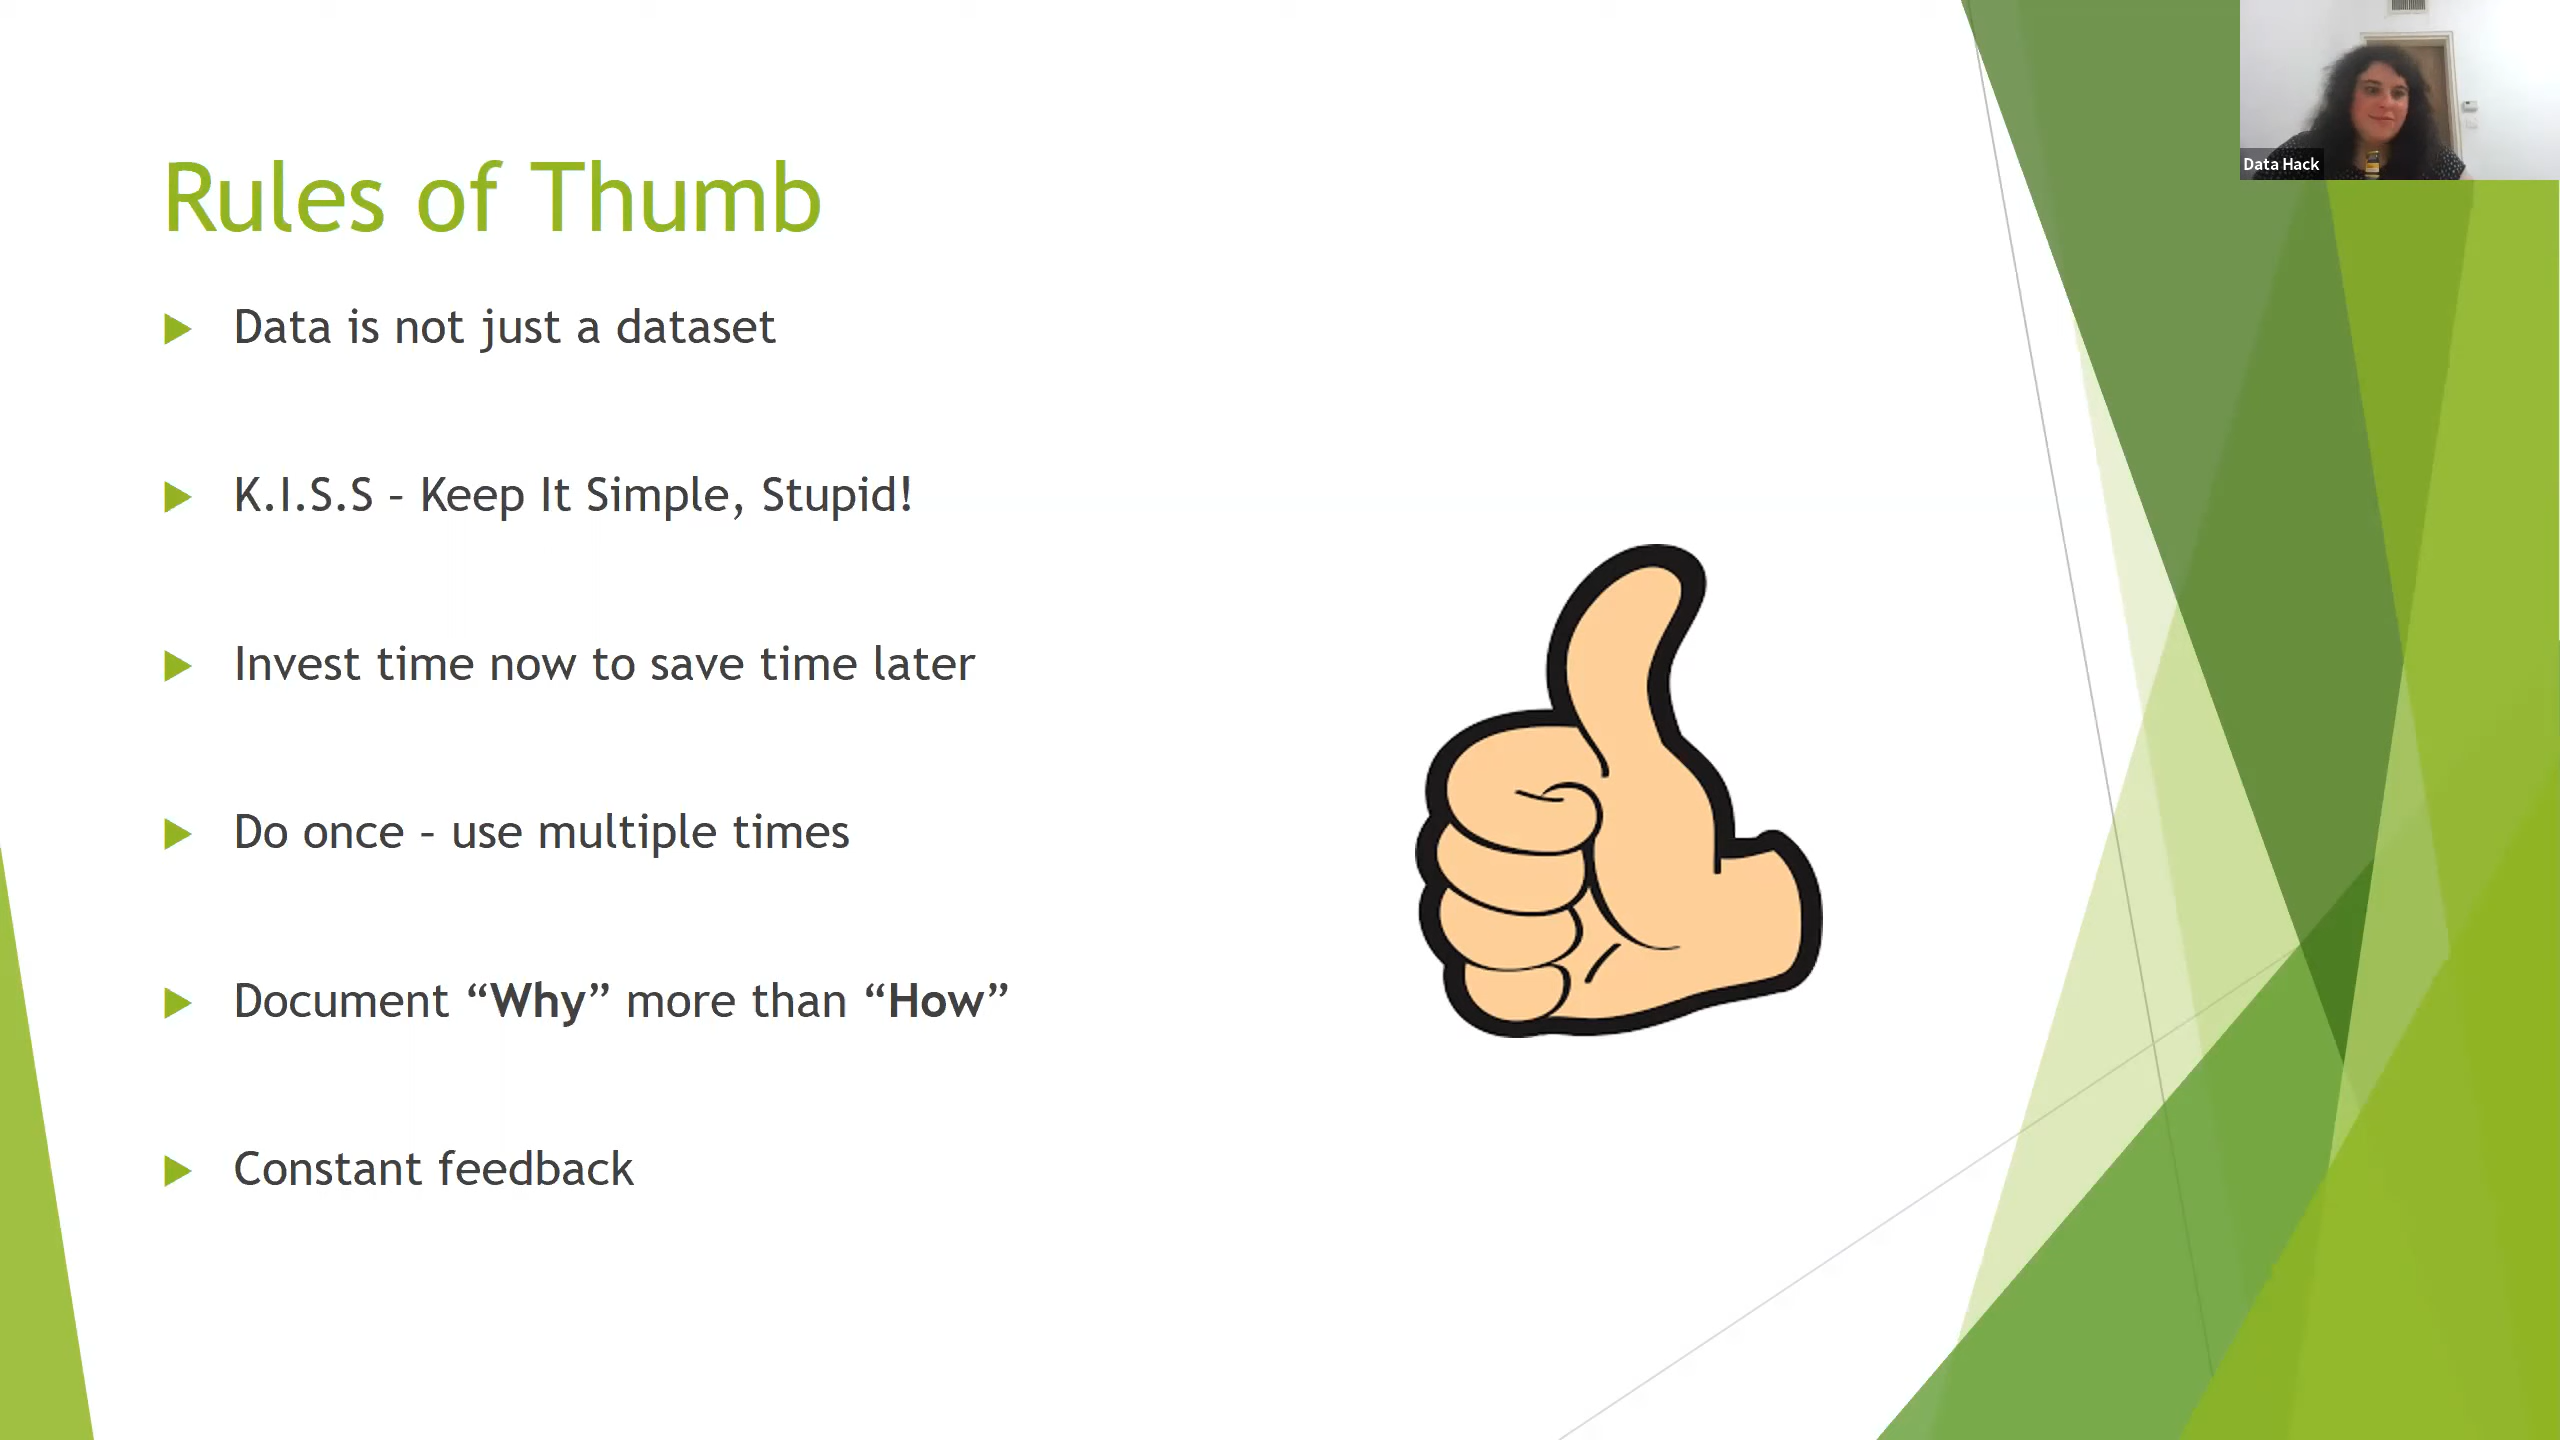 Rules of Thumb
Data is not just a dataset
K.I.S.S – Keep It Simple, Stupid!
Invest time now to save time later
Do once – use multiple times
Document “Why” more than “How”
Constant feedback
Data Hack